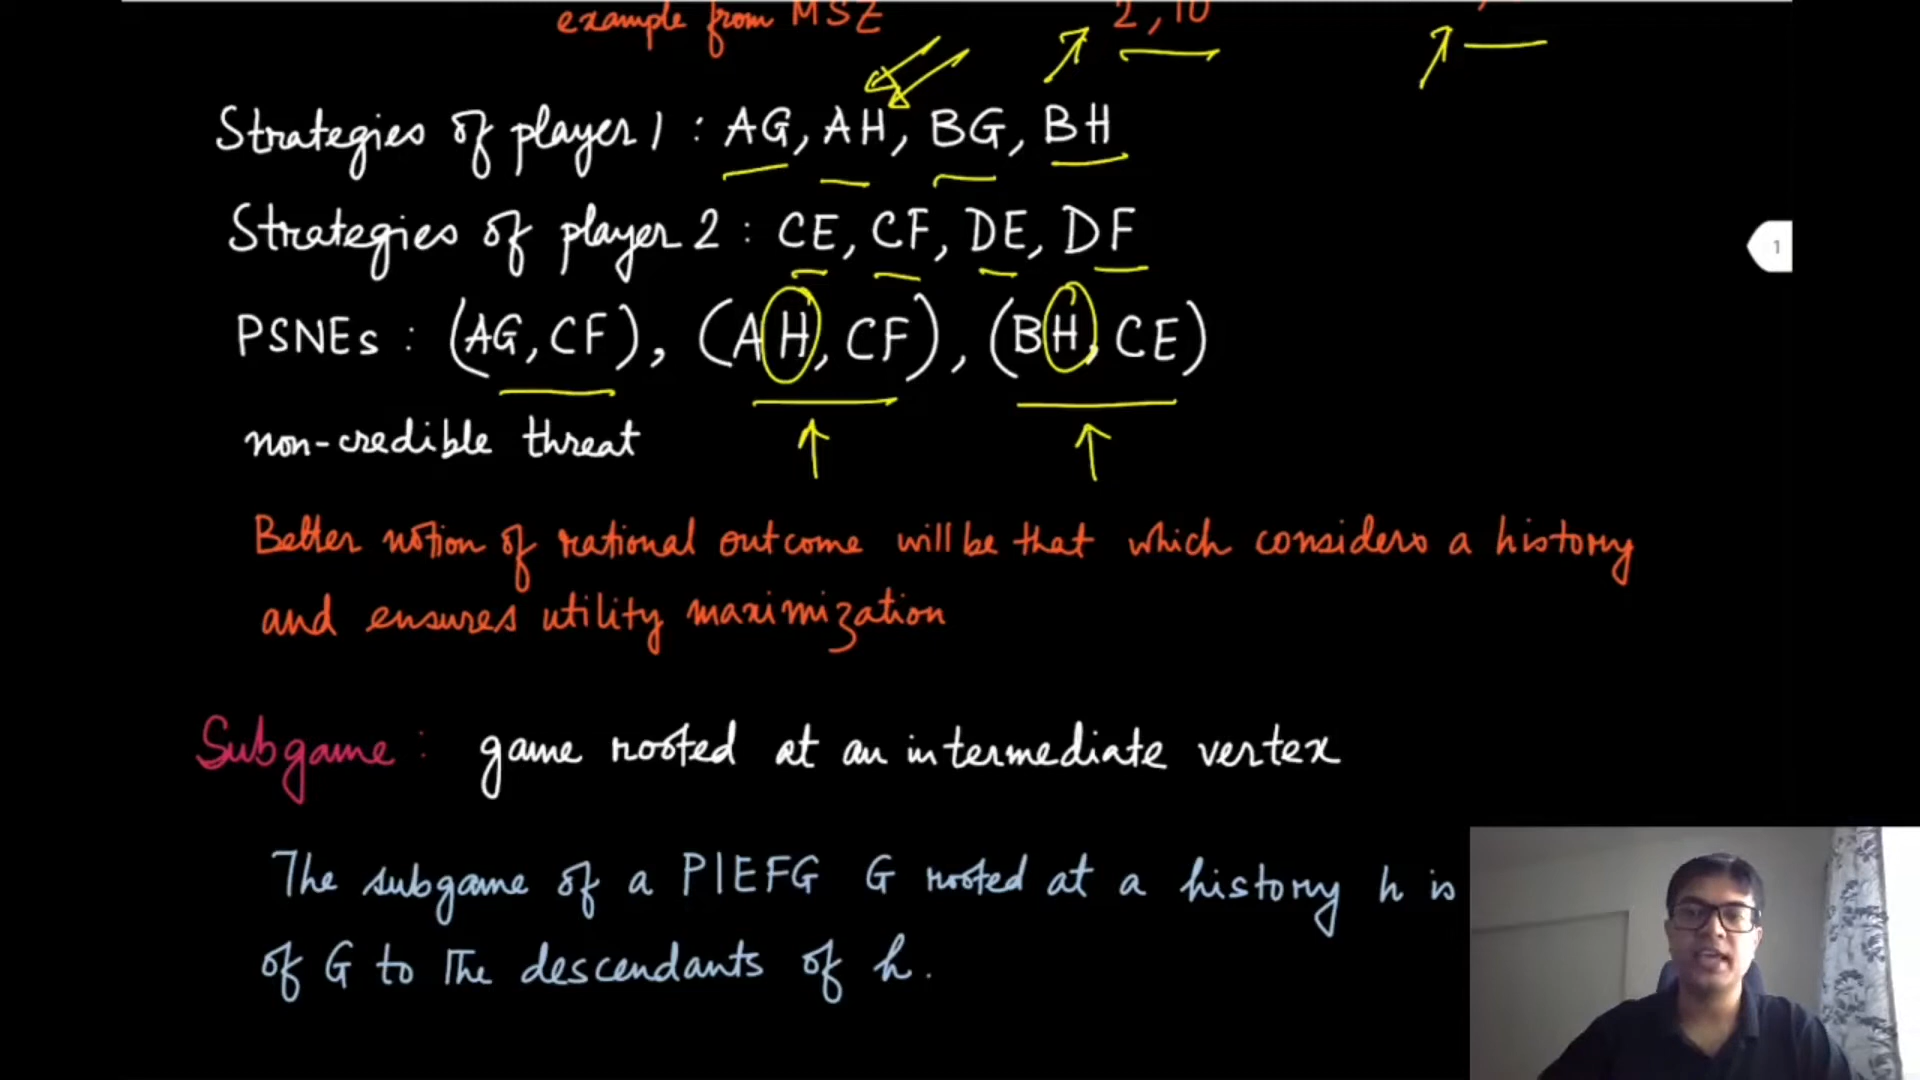 example from MSZ 2, 10
Strategies of player 1 : AG, AH, BG, BH
Strategies of player 2 : CE, CF, DE, DF
1
PSNEs : (AG, CF), (AH, CF), (BH, CE)
non-credible threat
Better notion of rational outcome will be that which considers a history
and ensures utility maximization
Subgame : game rooted at an intermediate vertex
The subgame of a PIEFG G rooted at a history h is
of G to the descendants of h.